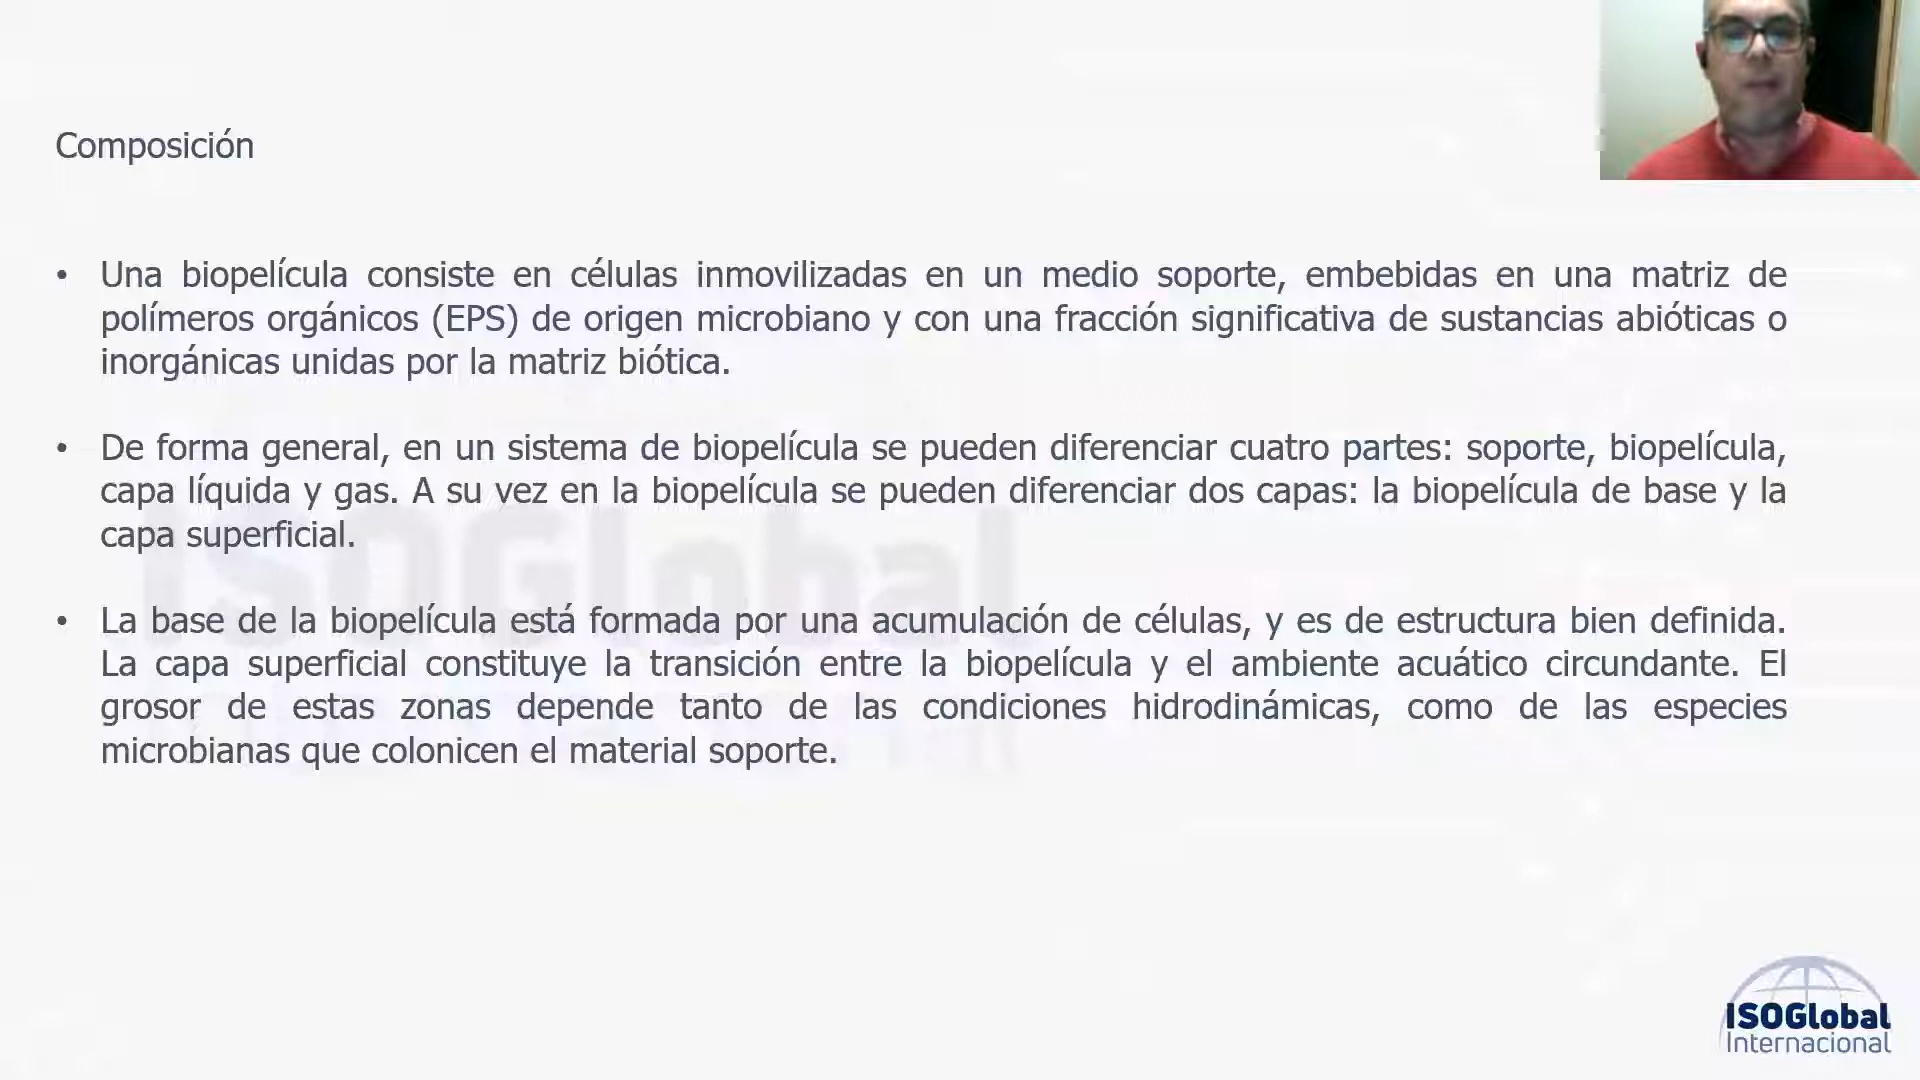 Composición
• Una biopelícula consiste en células inmovilizadas en un medio soporte, embebidas en una matriz de
polímeros orgánicos (EPS) de origen microbiano y con una fracción significativa de sustancias abióticas o
inorgánicas unidas por la matriz biótica.
• De forma general, en un sistema de biopelícula se pueden diferenciar cuatro partes: soporte, biopelícula,
capa líquida y gas. A su vez en la biopelícula se pueden diferenciar dos capas: la biopelícula de base y la
capa superficial.
ISOGlobal
• La base de la biopelícula está formada por una acumulación de células, y es de estructura bien definida.
La capa superficial constituye la transición entre la biopelícula y el ambiente acuático circundante. El
grosor de estas zonas depende tanto de las condiciones hidrodinámicas, como de las especies
microbianas que colonicen el material soporte.
ISOGlobal
Internacional